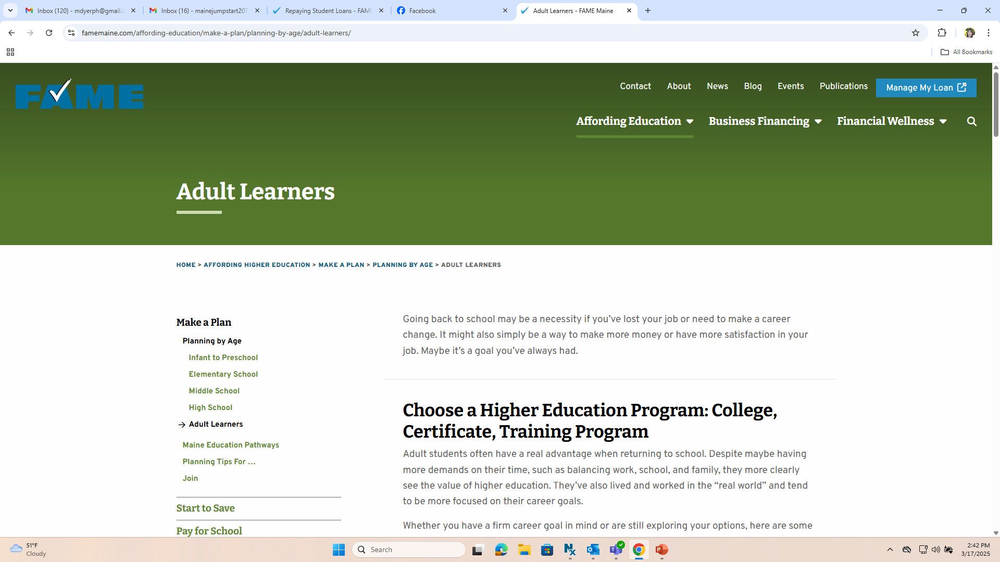 Inbox (120) - mdyerph@gmail.c
Inbox (16) - mainejumpstart207
Repaying Student Loans - FAME
Facebook
Adult Learners - FAME Maine
famemaine.com/affording-education/make-a-plan/planning-by-age/adult-learners/
All Bookmarks
FAME
Contact
About
News
Blog
Events
Publications
Manage My Loan
Affording Education
Business Financing
Financial Wellness
Adult Learners
HOME > AFFORDING HIGHER EDUCATION > MAKE A PLAN > PLANNING BY AGE > ADULT LEARNERS
Make a Plan
Planning by Age
Infant to Preschool
Elementary School
Middle School
High School
Adult Learners
Maine Education Pathways
Planning Tips For …
Join
Start to Save
Pay for School
Going back to school may be a necessity if you’ve lost your job or need to make a career
change. It might also simply be a way to make more money or have more satisfaction in your
job. Maybe it’s a goal you’ve always had.
Choose a Higher Education Program: College,
Certificate, Training Program
Adult students often have a real advantage when returning to school. Despite maybe having
more demands on their time, such as balancing work, school, and family, they more clearly
see the value of higher education. They’ve also lived and worked in the “real world” and tend
to be more focused on their career goals.
Whether you have a firm career goal in mind or are still exploring your options, here are some
51°F
Cloudy
Search
2:42 PM
3/17/2025